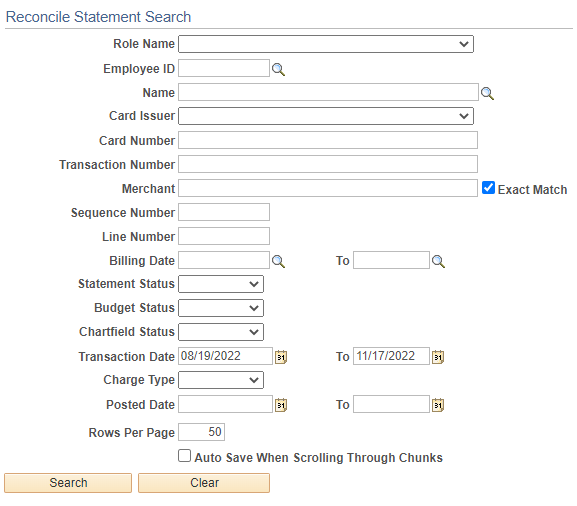 Reconcile Statement Search
Role Name
Employee ID
Name
Card Issuer
Card Number
Transaction Number
Merchant Exact Match
Sequence Number
Line Number
Billing Date To
Statement Status
Budget Status
Chartfield Status
Transaction Date 08/19/2022 To 11/17/2022
Charge Type
Posted Date To
Rows Per Page 50
Auto Save When Scrolling Through Chunks
Search Clear